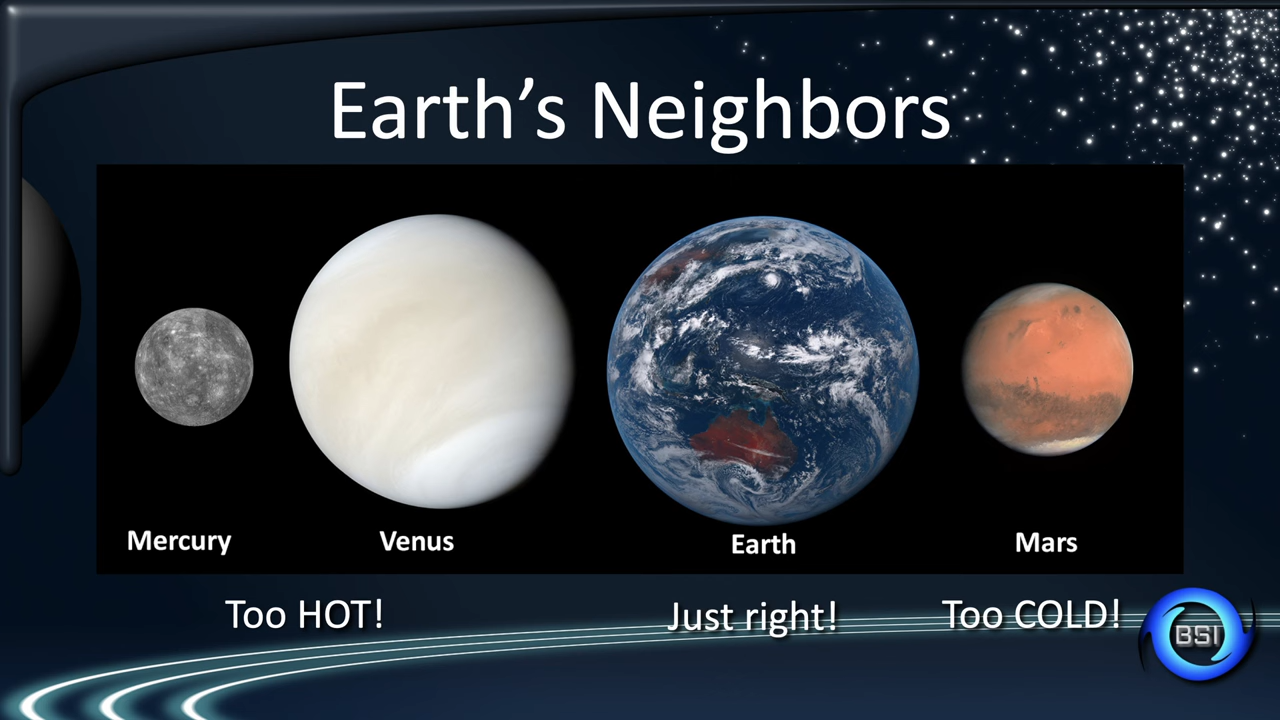 Earth's Neighbors
Mercury
Venus
Earth
Mars
Too HOT!
Just right!
Too COLD!
BSI